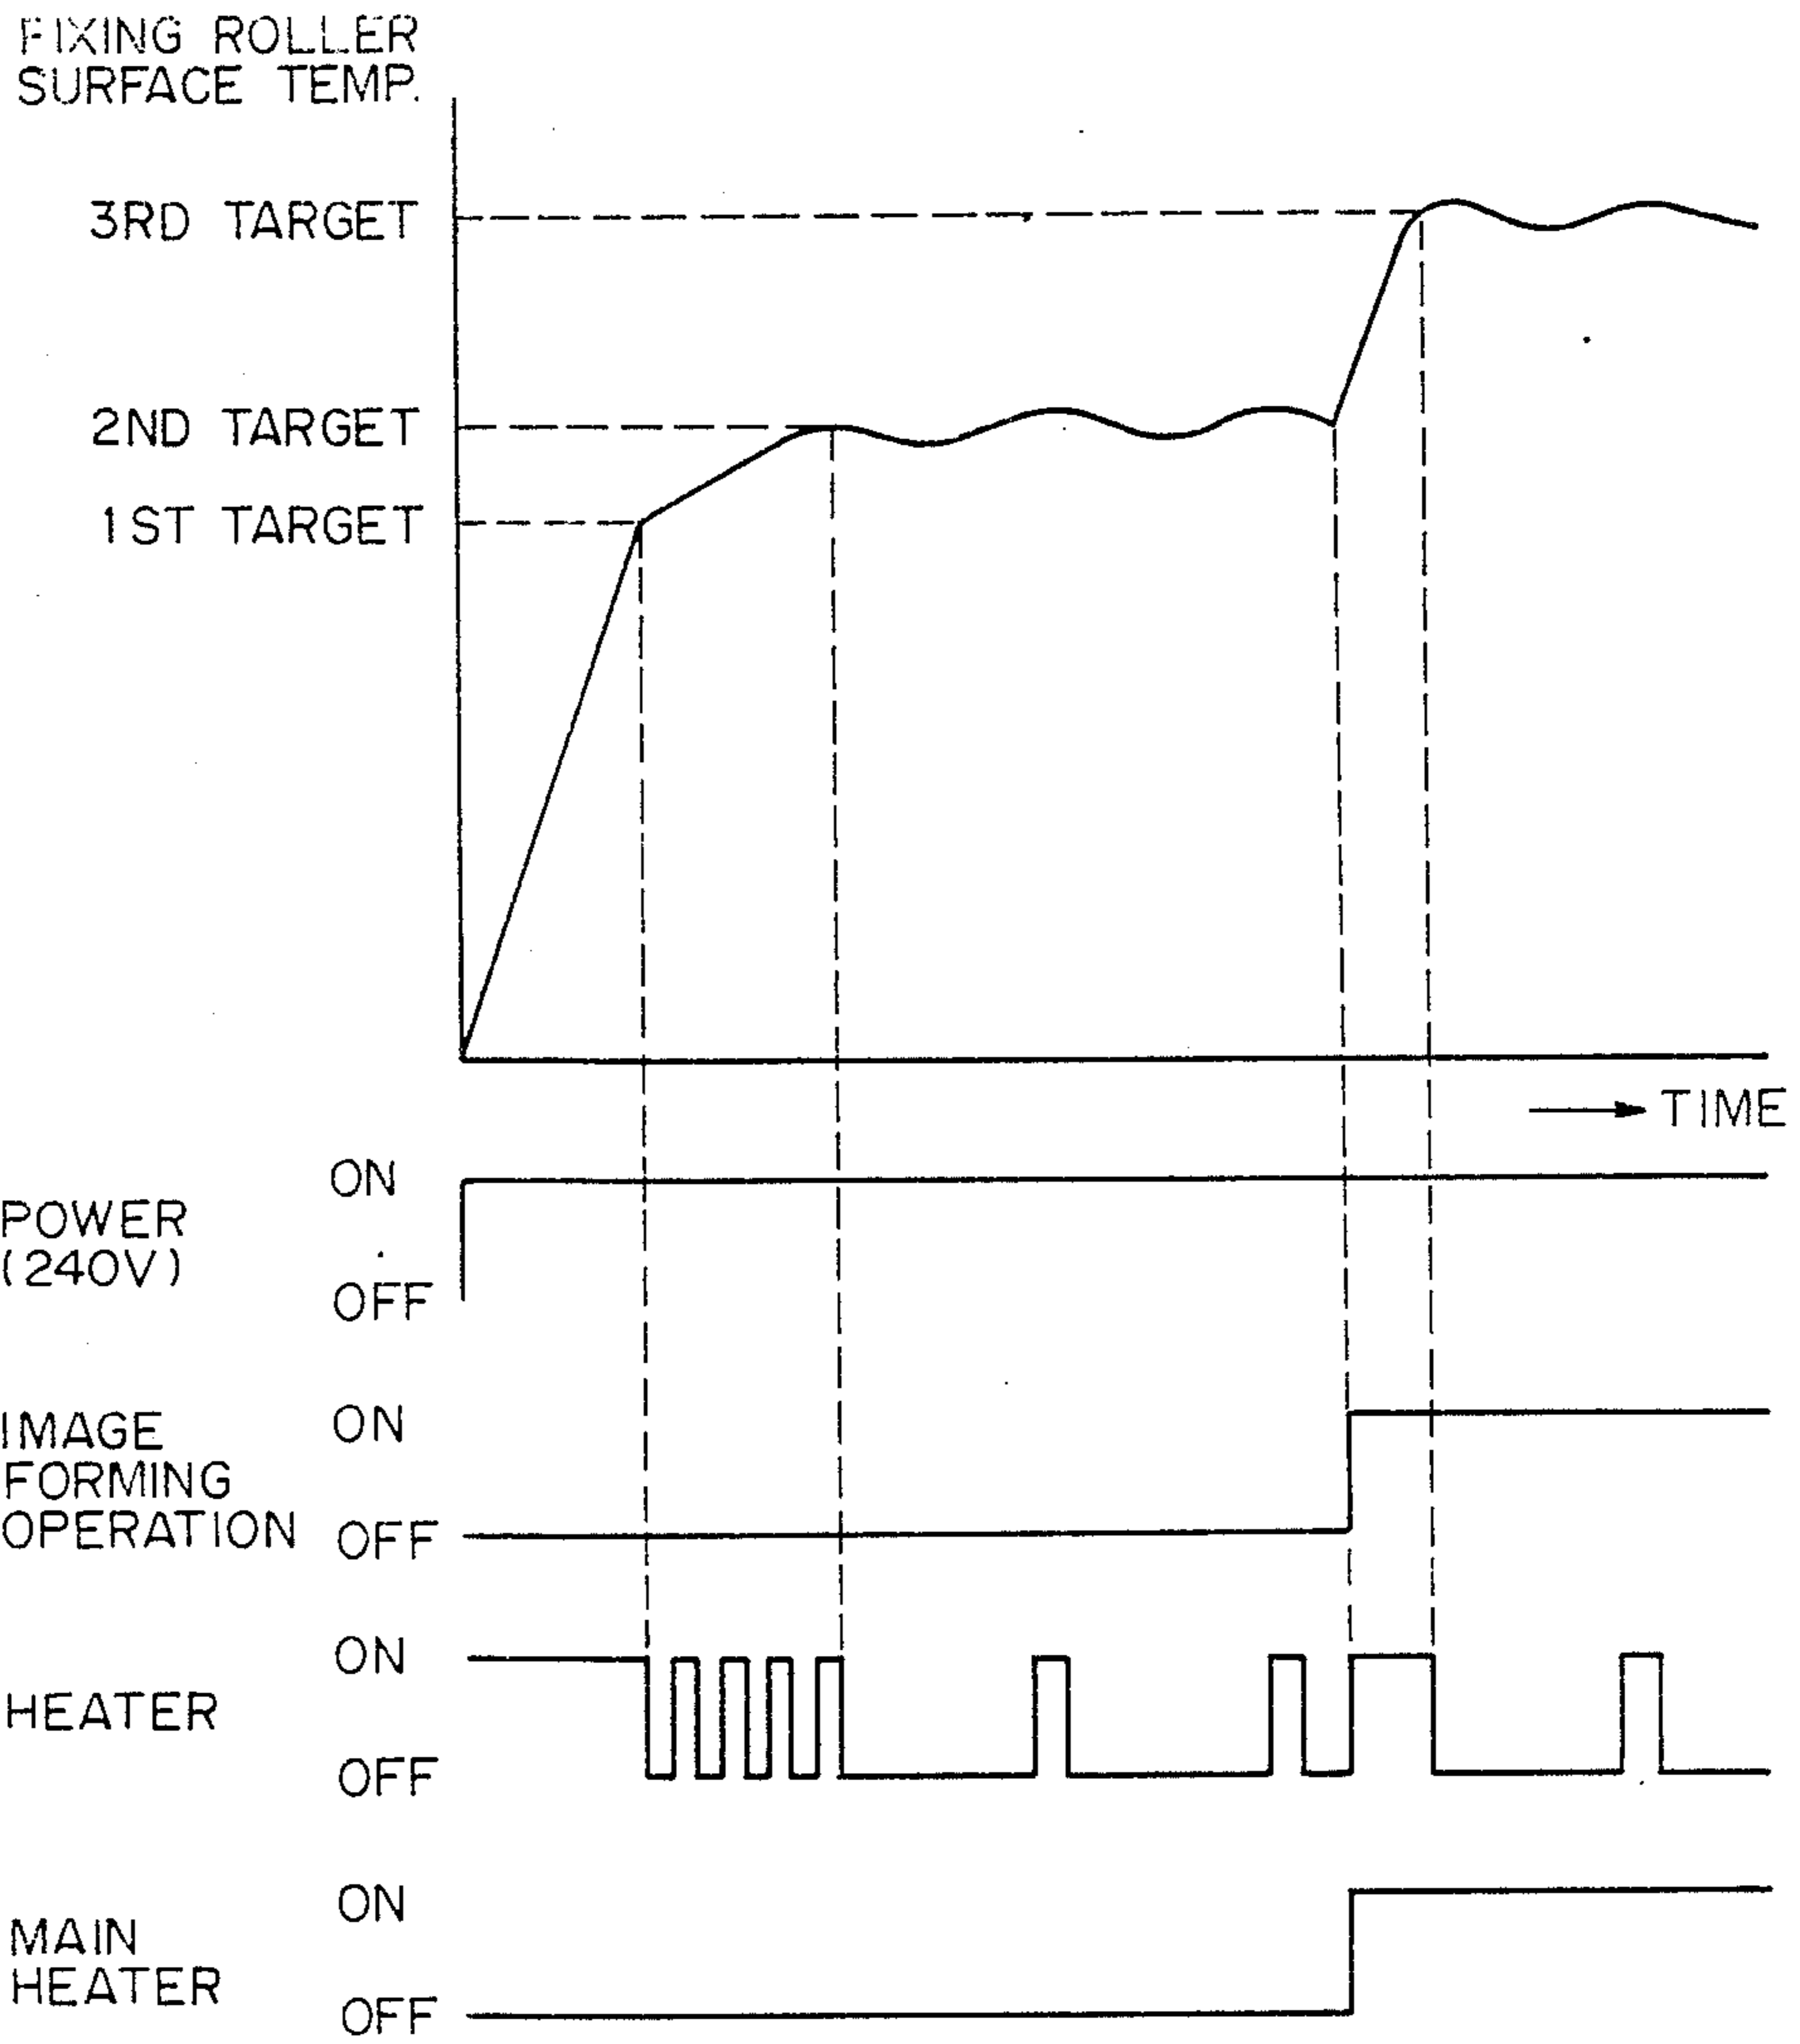 FIXING ROLLER
SURFACE TEMP.
3RD TARGET
2ND TARGET
1ST TARGET
TIME
ON
POWER
(240V)
OFF
ON
IMAGE
FORMING
OPERATION
OFF
ON
HEATER
OFF
ON
MAIN
HEATER
OFF